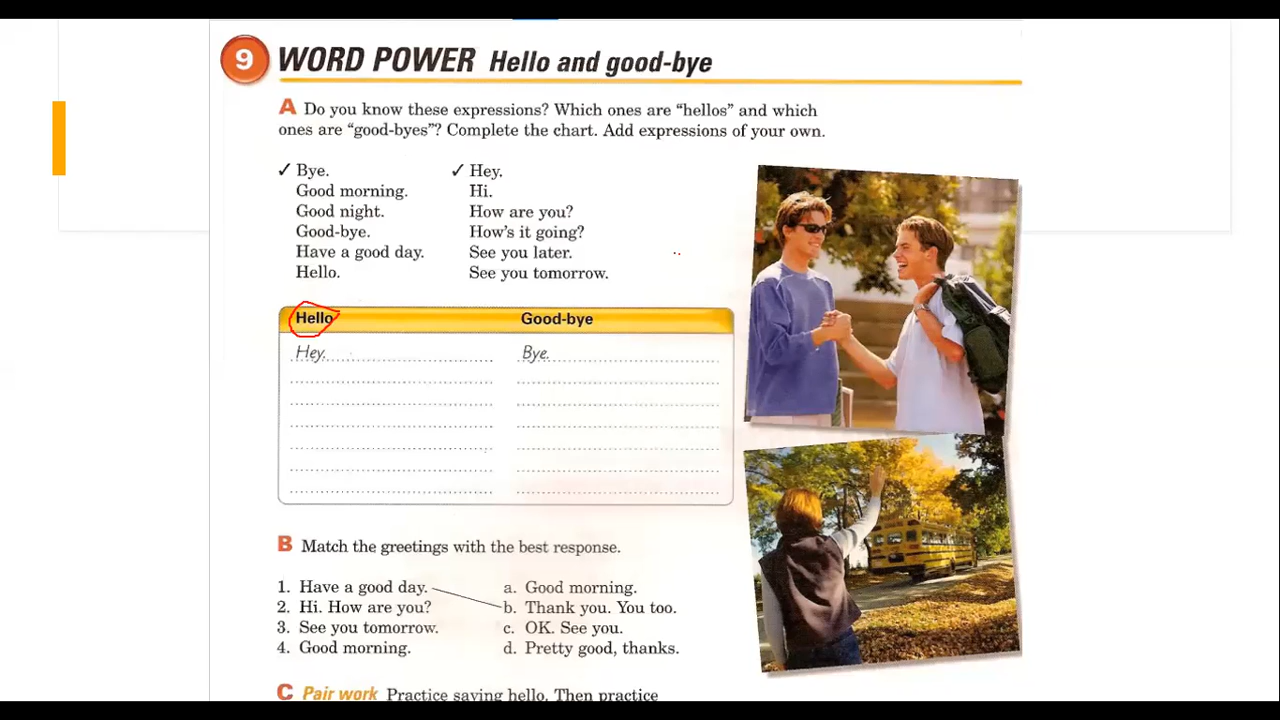 9 WORD POWER Hello and good-bye
A Do you know these expressions? Which ones are “hellos” and which
ones are “good-byes”? Complete the chart. Add expressions of your own.
✓ Bye.
Good morning.
Good night.
Good-bye.
Have a good day.
Hello.
✓ Hey.
Hi.
How are you?
How's it going?
See you later.
See you tomorrow.
Hello Good-bye
Hey. Bye.
B Match the greetings with the best response.
1. Have a good day.
2. Hi. How are you?
3. See you tomorrow.
4. Good morning.
a. Good morning.
b. Thank you. You too.
c. OK. See you.
d. Pretty good, thanks.
C Pair work Practice saying hello. Then practice